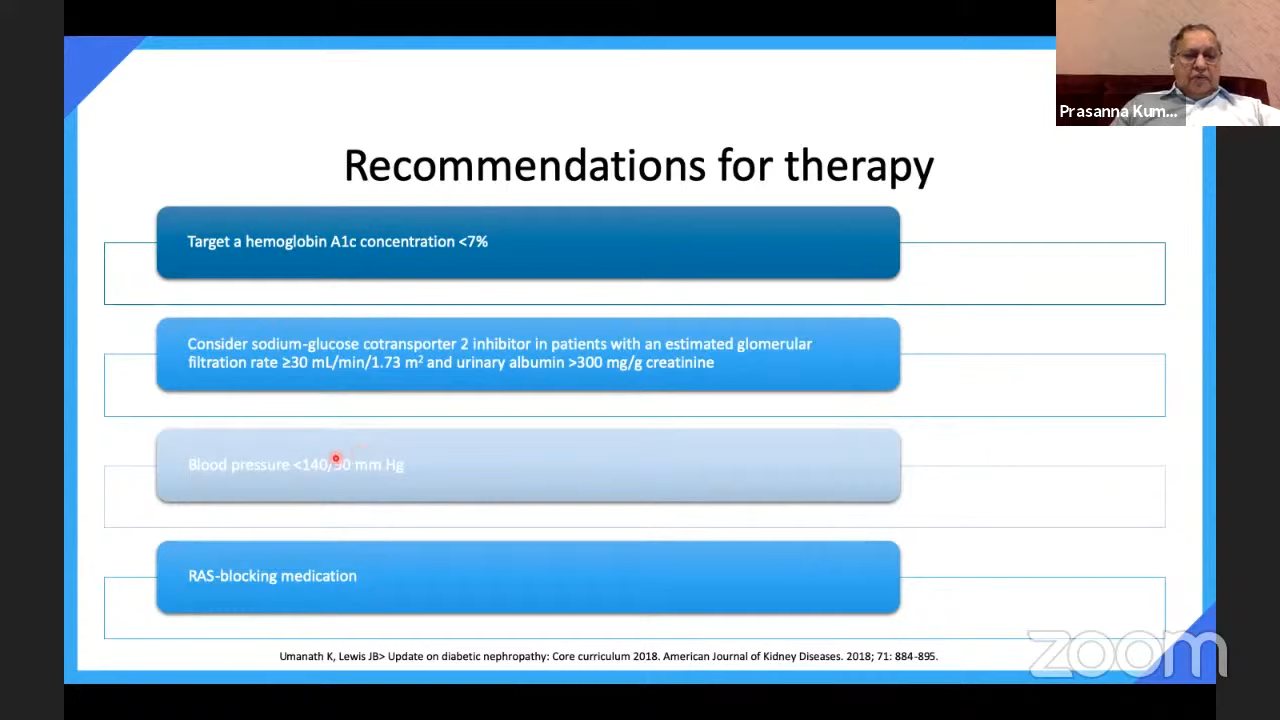 Prasanna Kum...
Recommendations for therapy
Target a hemoglobin A1c concentration <7%
Consider sodium-glucose cotransporter 2 inhibitor in patients with an estimated glomerular
filtration rate ≥30 mL/min/1.73 m² and urinary albumin >300 mg/g creatinine
Blood pressure <140/90 mm Hg
RAS-blocking medication
Umanath K, Lewis JB> Update on diabetic nephropathy: Core curriculum 2018. American Journal of Kidney Diseases. 2018; 71: 884-895.
zoom